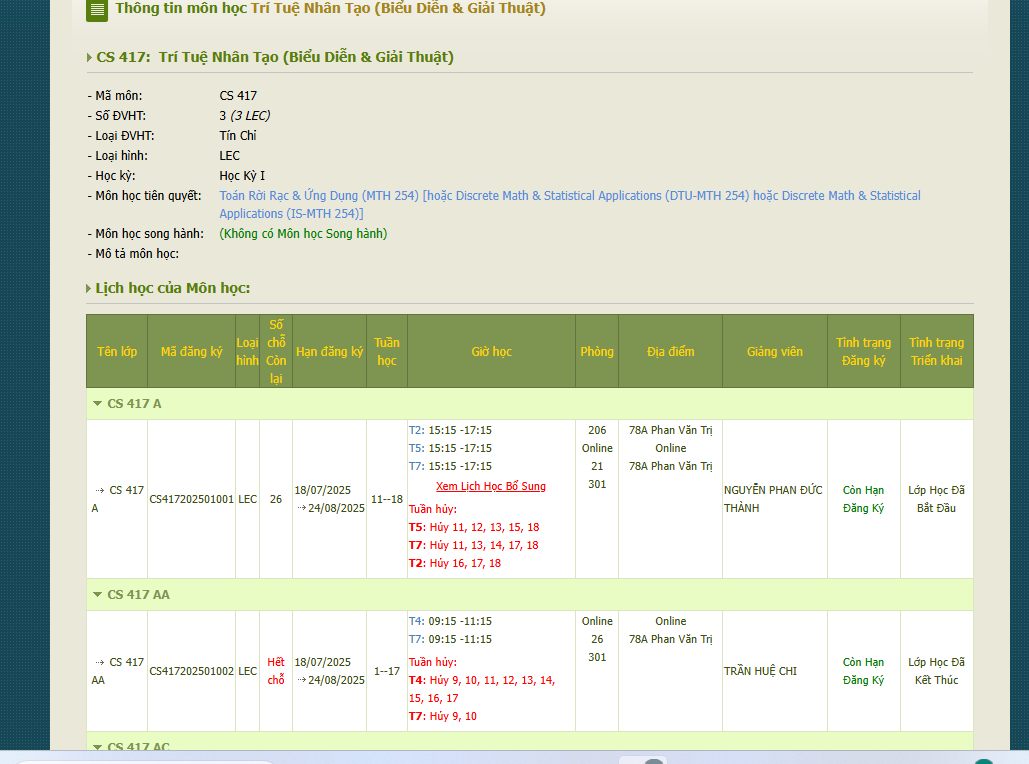 Thông tin môn học Trí Tuệ Nhân Tạo (Biểu Diễn & Giải Thuật)
CS 417: Trí Tuệ Nhân Tạo (Biểu Diễn & Giải Thuật)
- Mã môn: CS 417
- Số ĐVHT: 3 (3 LEC)
- Loại ĐVHT: Tín Chỉ
- Loại hình: LEC
- Học kỳ: Học Kỳ I
- Môn học tiên quyết: Toán Rời Rạc & Ứng Dụng (MTH 254) [hoặc Discrete Math & Statistical Applications (DTU-MTH 254) hoặc Discrete Math & Statistical
Applications (IS-MTH 254)]
- Môn học song hành: (Không có Môn học Song hành)
- Mô tả môn học:
Lịch học của Môn học:
Tên lớp
Mã đăng ký
Loại
hình
Số
chỗ
Còn
lại
Hạn đăng ký
Tuần
học
Giờ học
Phòng
Địa điểm
Giảng viên
Tình trạng
Đăng ký
Tình trạng
Triển khai
CS 417 A
CS 417
A
CS417202501001
LEC
26
18/07/2025
24/08/2025
11--18
T2: 15:15 -17:15
T5: 15:15 -17:15
T7: 15:15 -17:15
Xem Lịch Học Bổ Sung
Tuần hủy:
T5: Hủy 11, 12, 13, 15, 18
T7: Hủy 11, 13, 14, 17, 18
T2: Hủy 16, 17, 18
206
Online
21
301
78A Phan Văn Trị
Online
78A Phan Văn Trị
NGUYỄN PHAN ĐỨC
THÀNH
Còn Hạn
Đăng Ký
Lớp Học Đã
Bắt Đầu
CS 417 AA
CS 417
AA
CS417202501002
LEC
Hết
chỗ
18/07/2025
24/08/2025
1--17
T4: 09:15 -11:15
T7: 09:15 -11:15
Tuần hủy:
T4: Hủy 9, 10, 11, 12, 13, 14,
15, 16, 17
T7: Hủy 9, 10
Online
26
301
Online
78A Phan Văn Trị
TRẦN HUỆ CHI
Còn Hạn
Đăng Ký
Lớp Học Đã
Kết Thúc
CS 417 AC